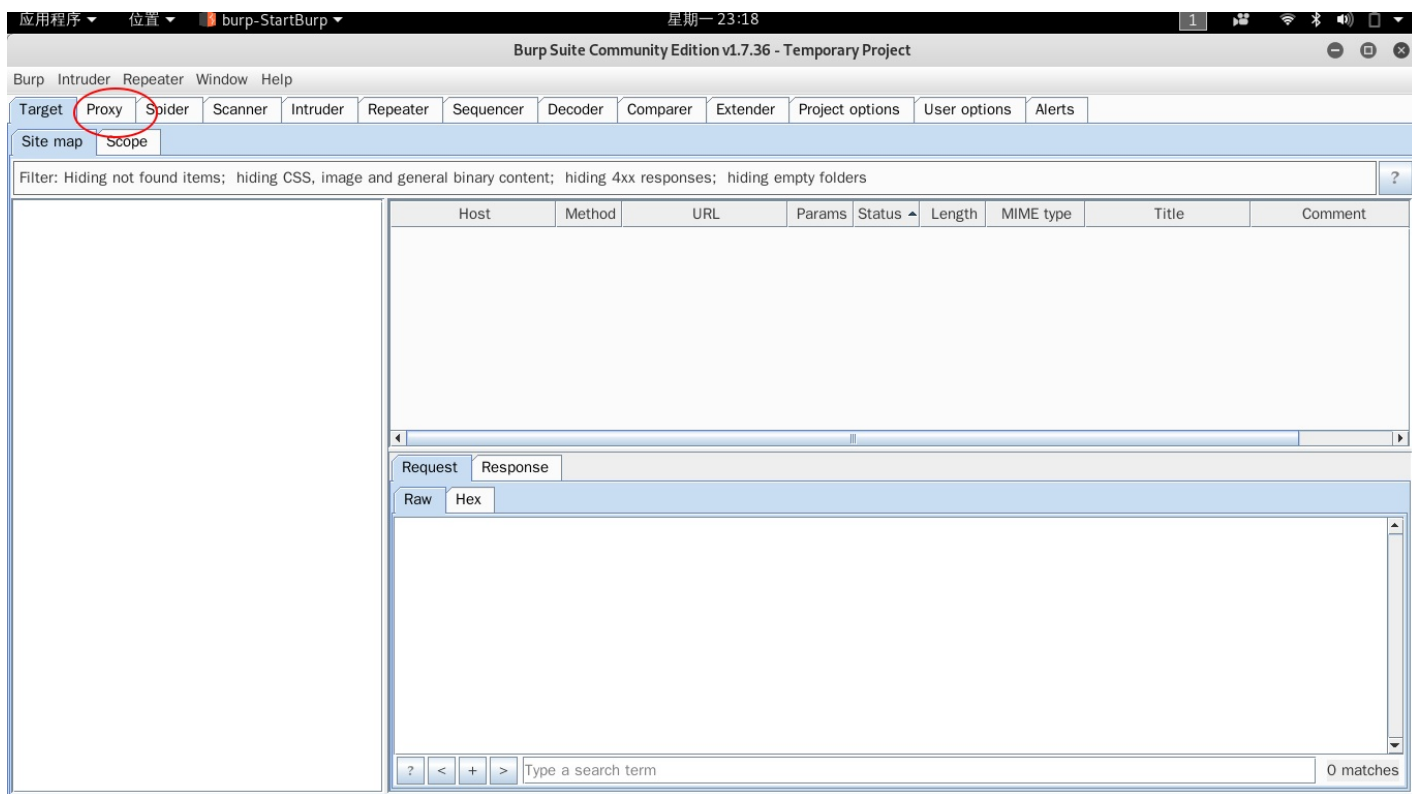 应用程序 位置 burp-StartBurp 星期一 23:18 1
Burp Suite Community Edition v1.7.36 - Temporary Project
Burp Intruder Repeater Window Help
Target Proxy Spider Scanner Intruder Repeater Sequencer Decoder Comparer Extender Project options User options Alerts
Site map Scope
Filter: Hiding not found items; hiding CSS, image and general binary content; hiding 4xx responses; hiding empty folders ?
Host Method URL Params Status Length MIME type Title Comment
Request Response
Raw Hex
? < + > Type a search term 0 matches